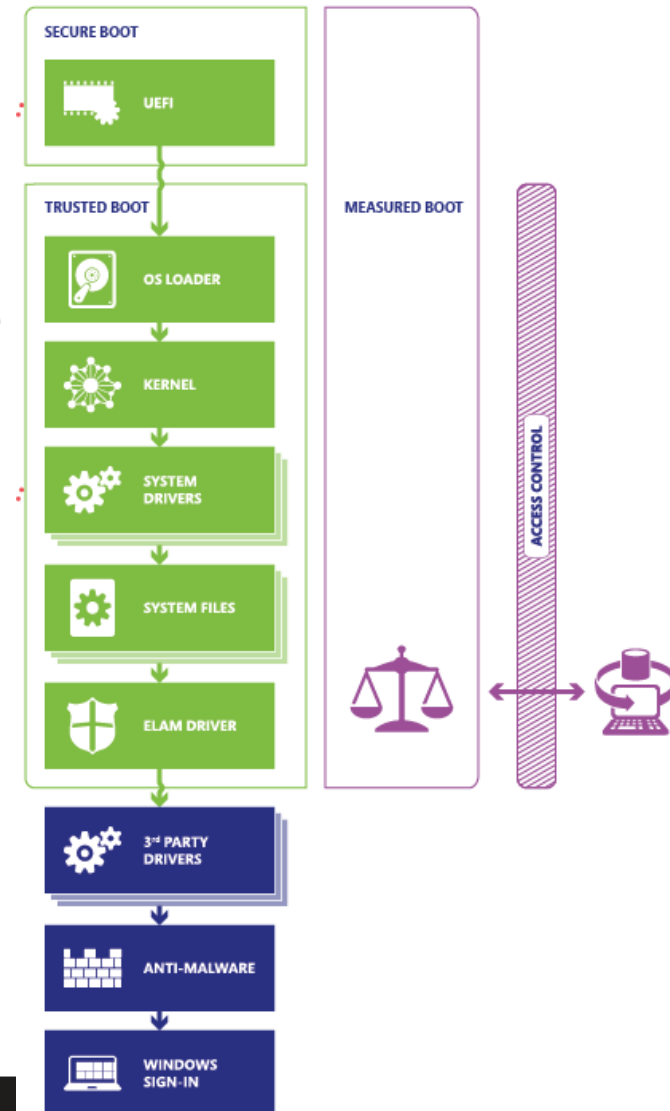 SECURE BOOT
UEFI
TRUSTED BOOT
MEASURED BOOT
OS LOADER
KERNEL
SYSTEM
DRIVERS
ACCESS CONTROL
SYSTEM FILES
ELAM DRIVER
3rd PARTY
DRIVERS
ANTI-MALWARE
WINDOWS
SIGN-IN